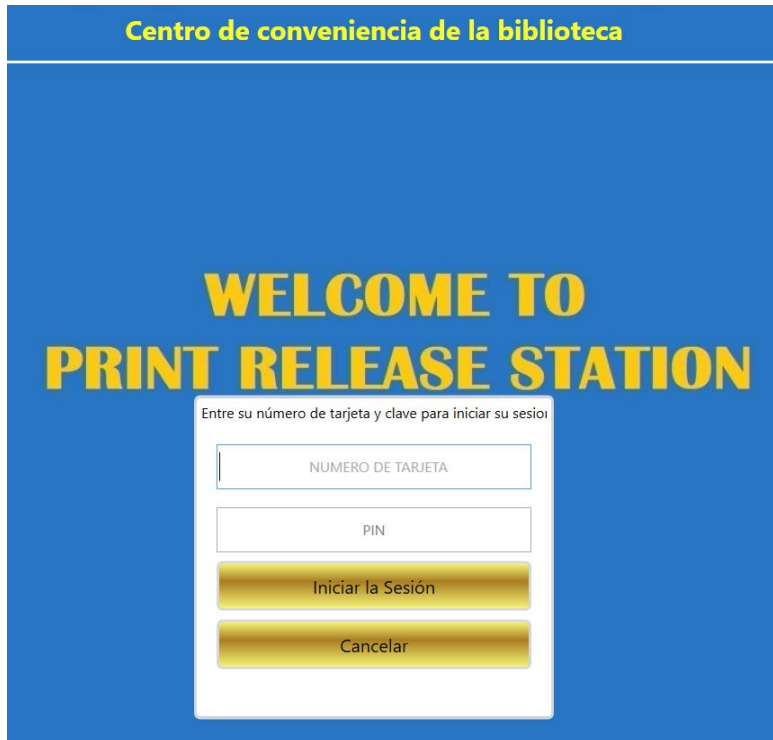 Centro de conveniencia de la biblioteca
WELCOME TO
PRINT RELEASE STATION
Entre su número de tarjeta y clave para iniciar su sesion
NUMERO DE TARJETA
PIN
Iniciar la Sesión
Cancelar